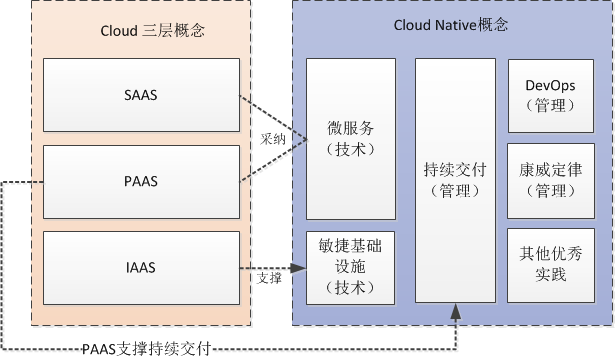 Cloud 三层概念
SAAS
PAAS
IAAS
采纳
支撑
Cloud Native概念
微服务
（技术）
敏捷基础
设施
（技术）
持续交付
（管理）
DevOps
（管理）
康威定律
（管理）
其他优秀
实践
PAAS支撑持续交付